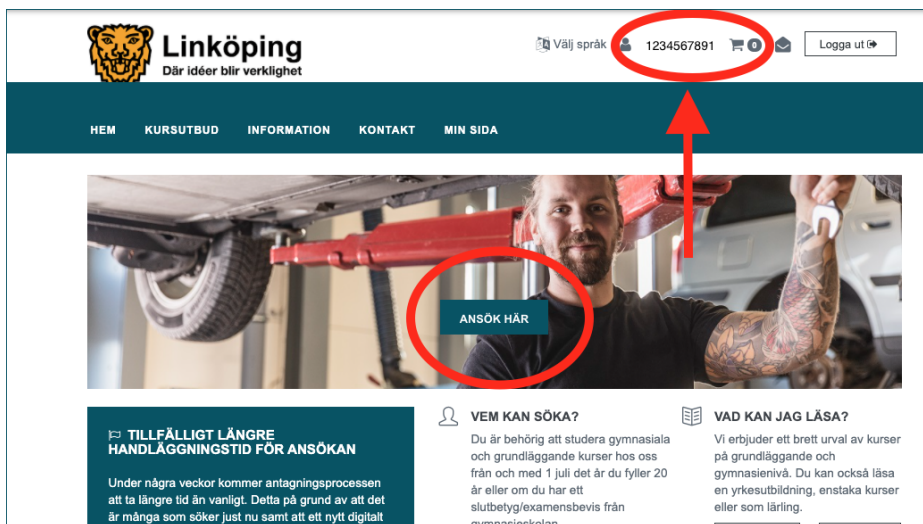 Linköping
Där idéer blir verklighet
Välj språk 1234567891 0 Logga ut
HEM KURSUTBUD INFORMATION KONTAKT MIN SIDA
ANSÖK HÄR
TILLFÄLLIGT LÄNGRE
HANDLÄGGNINGSTID FÖR ANSÖKAN
Under några veckor kommer antagningsprocessen
att ta längre tid än vanligt. Detta på grund av att det
är många som söker just nu samt att ett nytt digitalt
VEM KAN SÖKA?
Du är behörig att studera gymnasiala
och grundläggande kurser hos oss
från och med 1 juli det år du fyller 20
år eller om du har ett
slutbetyg/examensbevis från
gymnasieskolan
VAD KAN JAG LÄSA?
Vi erbjuder ett brett urval av kurser
på grundläggande och
gymnasienivå. Du kan också läsa
en yrkesutbildning, enstaka kurser
eller som lärling.